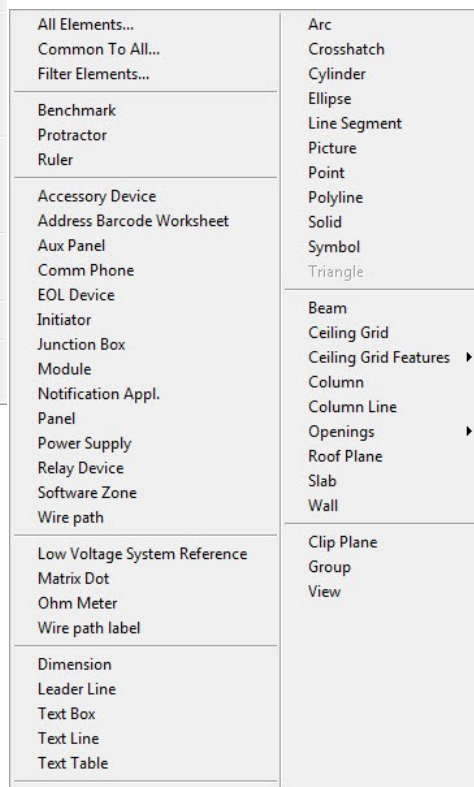 All Elements...
Common To All...
Filter Elements...
Benchmark
Protractor
Ruler
Accessory Device
Address Barcode Worksheet
Aux Panel
Comm Phone
EOL Device
Initiator
Junction Box
Module
Notification Appl.
Panel
Power Supply
Relay Device
Software Zone
Wire path
Low Voltage System Reference
Matrix Dot
Ohm Meter
Wire path label
Dimension
Leader Line
Text Box
Text Line
Text Table
Arc
Crosshatch
Cylinder
Ellipse
Line Segment
Picture
Point
Polyline
Solid
Symbol
Triangle
Beam
Ceiling Grid
Ceiling Grid Features
Column
Column Line
Openings
Roof Plane
Slab
Wall
Clip Plane
Group
View